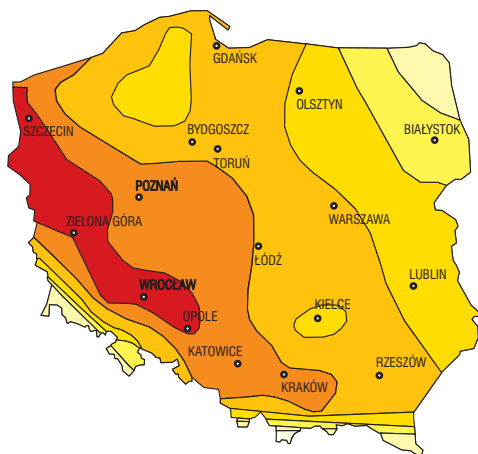 GDAŃSK
OLSZTYN
SZCZECIN
BYDGOSZCZ
BIAŁYSTOK
TORUŃ
POZNAŃ
WARSZAWA
ZIELONA GÓRA
ŁÓDŹ
WROCŁAW
LUBLIN
KIELCE
OPOLE
KATOWICE
RZESZÓW
KRAKÓW